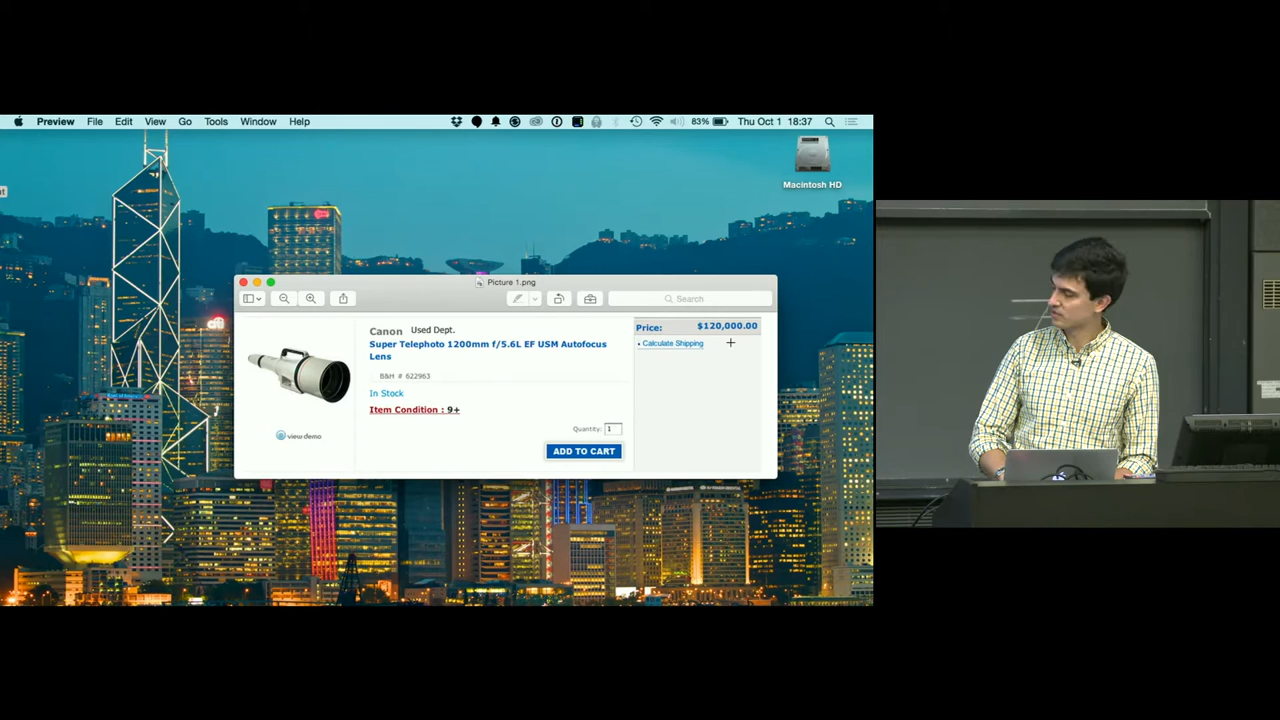 Preview File Edit View Go Tools Window Help 83% Thu Oct 1 18:37
Macintosh HD
Picture 1.png
Search
Canon Used Dept.
Super Telephoto 1200mm f/5.6L EF USM Autofocus
Lens
B&H # 622963
In Stock
Item Condition : 9+
view demo
Quantity: 1
ADD TO CART
Price: $120,000.00
• Calculate Shipping
citi